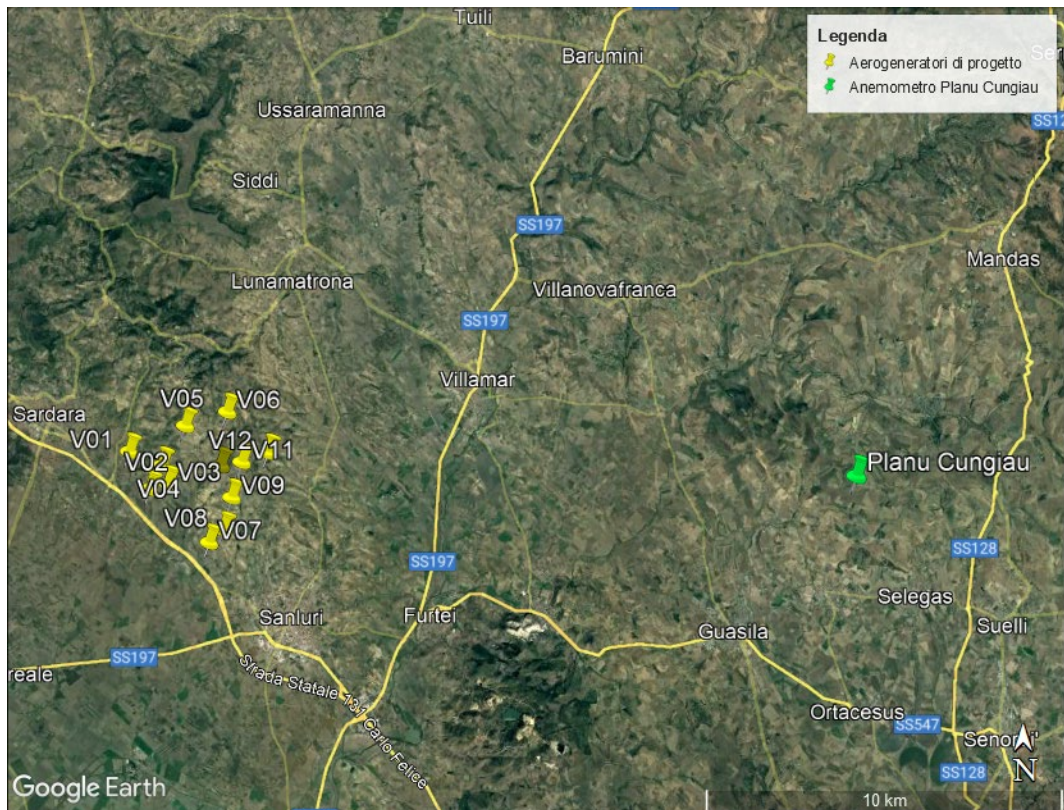 Tuili
Barumini
Legenda
Aerogeneratori di progetto
Anemometro Planu Cungiau
Ussaramanna
SS12
Siddi
SS197
Mandas
Lunamatrona
Villanovafranca
SS197
Villamar
Sardara
V05
V06
V01
V12
V11
V02
V03
V04
V09
Planu Cungiau
V08
V07
SS197
SS128
Selegas
Sanluri
Furtei
Guasila
Suelli
SS197
reale
Strada Statale 131 Carlo Felice
Ortacesus
SS547
Senorbi'
SS128
N
Google Earth
10 km